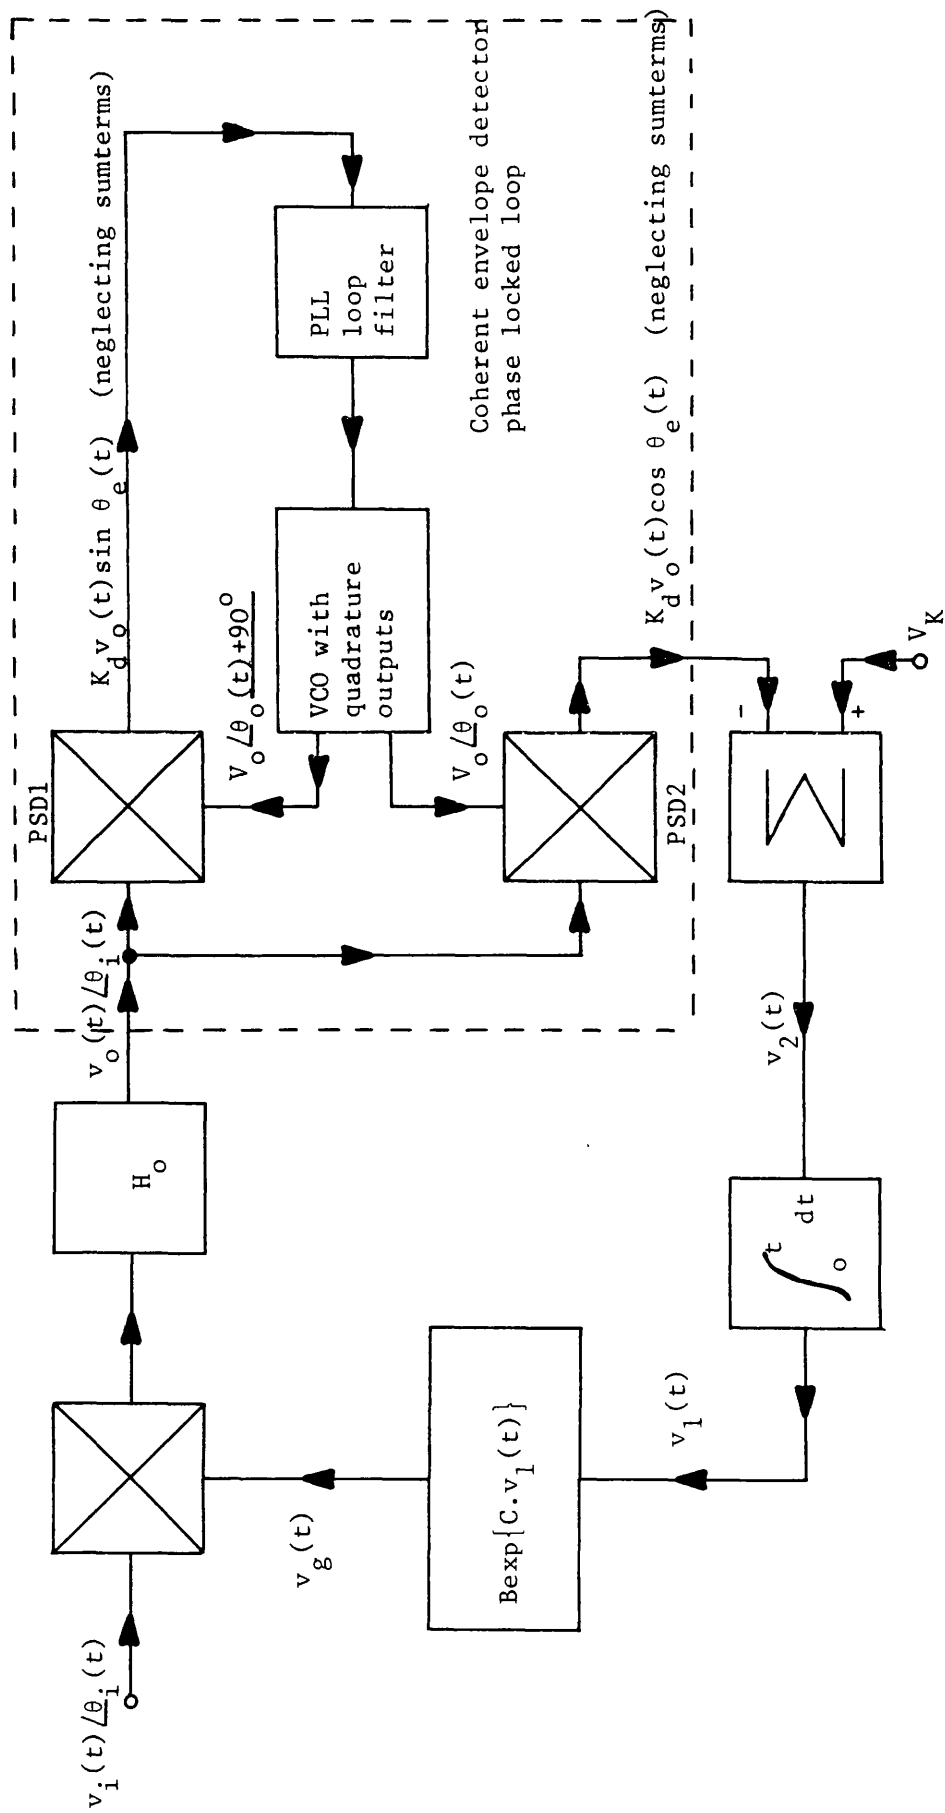 v_i(t)/θ_i(t)
v_g(t)
Bexp{C.v_1(t)}
v_1(t)
H_o
∫_o^t dt
v_o(t)/θ_i(t)
v_2(t)
PSD1
K_d v_o(t)sin θ_e(t) (neglecting sumterms)
V_o/θ_o(t)+90°
VCO with
quadrature
outputs
PLL
loop
filter
V_o/θ_o(t)
PSD2
Coherent envelope detector
phase locked loop
K_d v_o(t)cos θ_e(t) (neglecting sumterms)
-
+
Σ
V_K